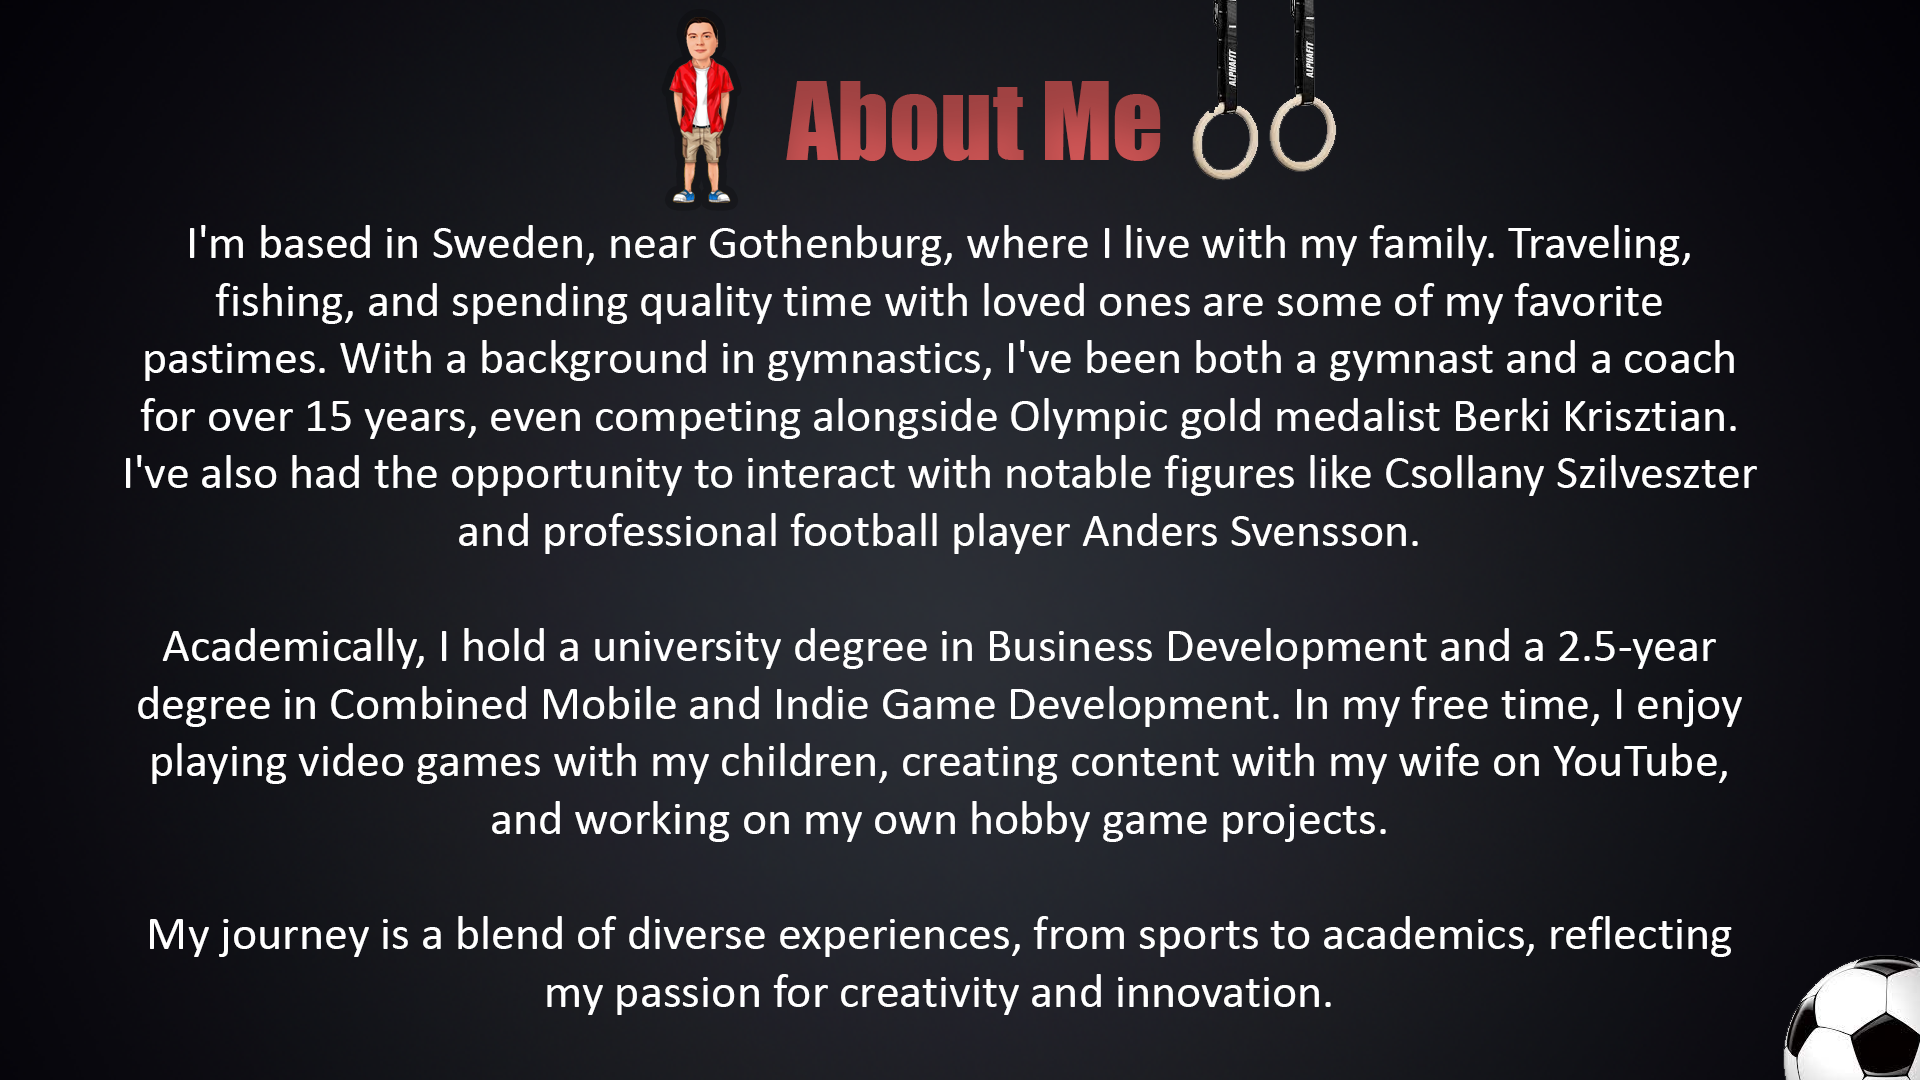 ALPHAFIT
ALPHAFIT
About Me
I'm based in Sweden, near Gothenburg, where I live with my family. Traveling,
fishing, and spending quality time with loved ones are some of my favorite
pastimes. With a background in gymnastics, I've been both a gymnast and a coach
for over 15 years, even competing alongside Olympic gold medalist Berki Krisztian.
I've also had the opportunity to interact with notable figures like Csollany Szilveszter
and professional football player Anders Svensson.
Academically, I hold a university degree in Business Development and a 2.5-year
degree in Combined Mobile and Indie Game Development. In my free time, I enjoy
playing video games with my children, creating content with my wife on YouTube,
and working on my own hobby game projects.
My journey is a blend of diverse experiences, from sports to academics, reflecting
my passion for creativity and innovation.